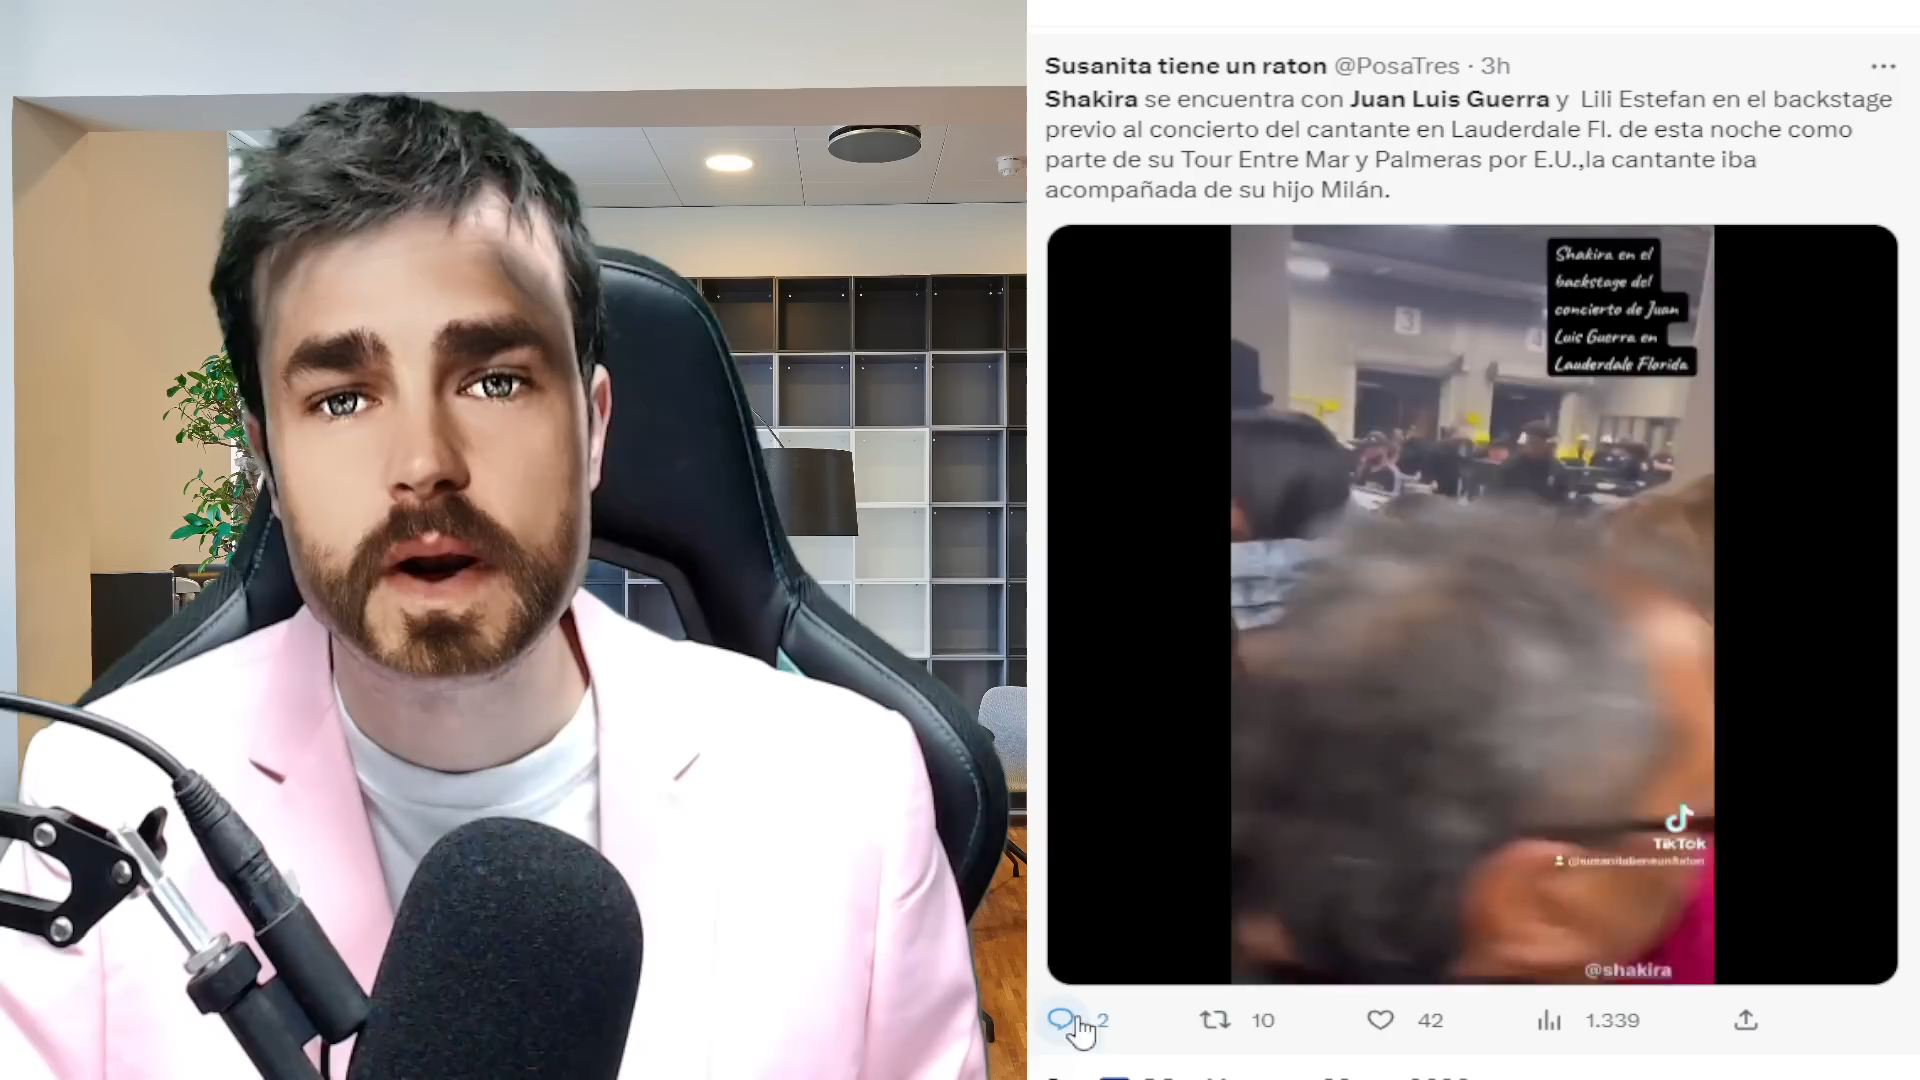 Susanita tiene un raton @PosaTres · 3h
Shakira se encuentra con Juan Luis Guerra y Lili Estefan en el backstage
previo al concierto del cantante en Lauderdale Fl. de esta noche como
parte de su Tour Entre Mar y Palmeras por E.U.,la cantante iba
acompañada de su hijo Milán.
Shakira en el
backstage del
concierto de Juan
Luis Guerra en
Lauderdale Florida
3
TikTok
@susanitatieneunRaton
@shakira
2 10 42 1.339